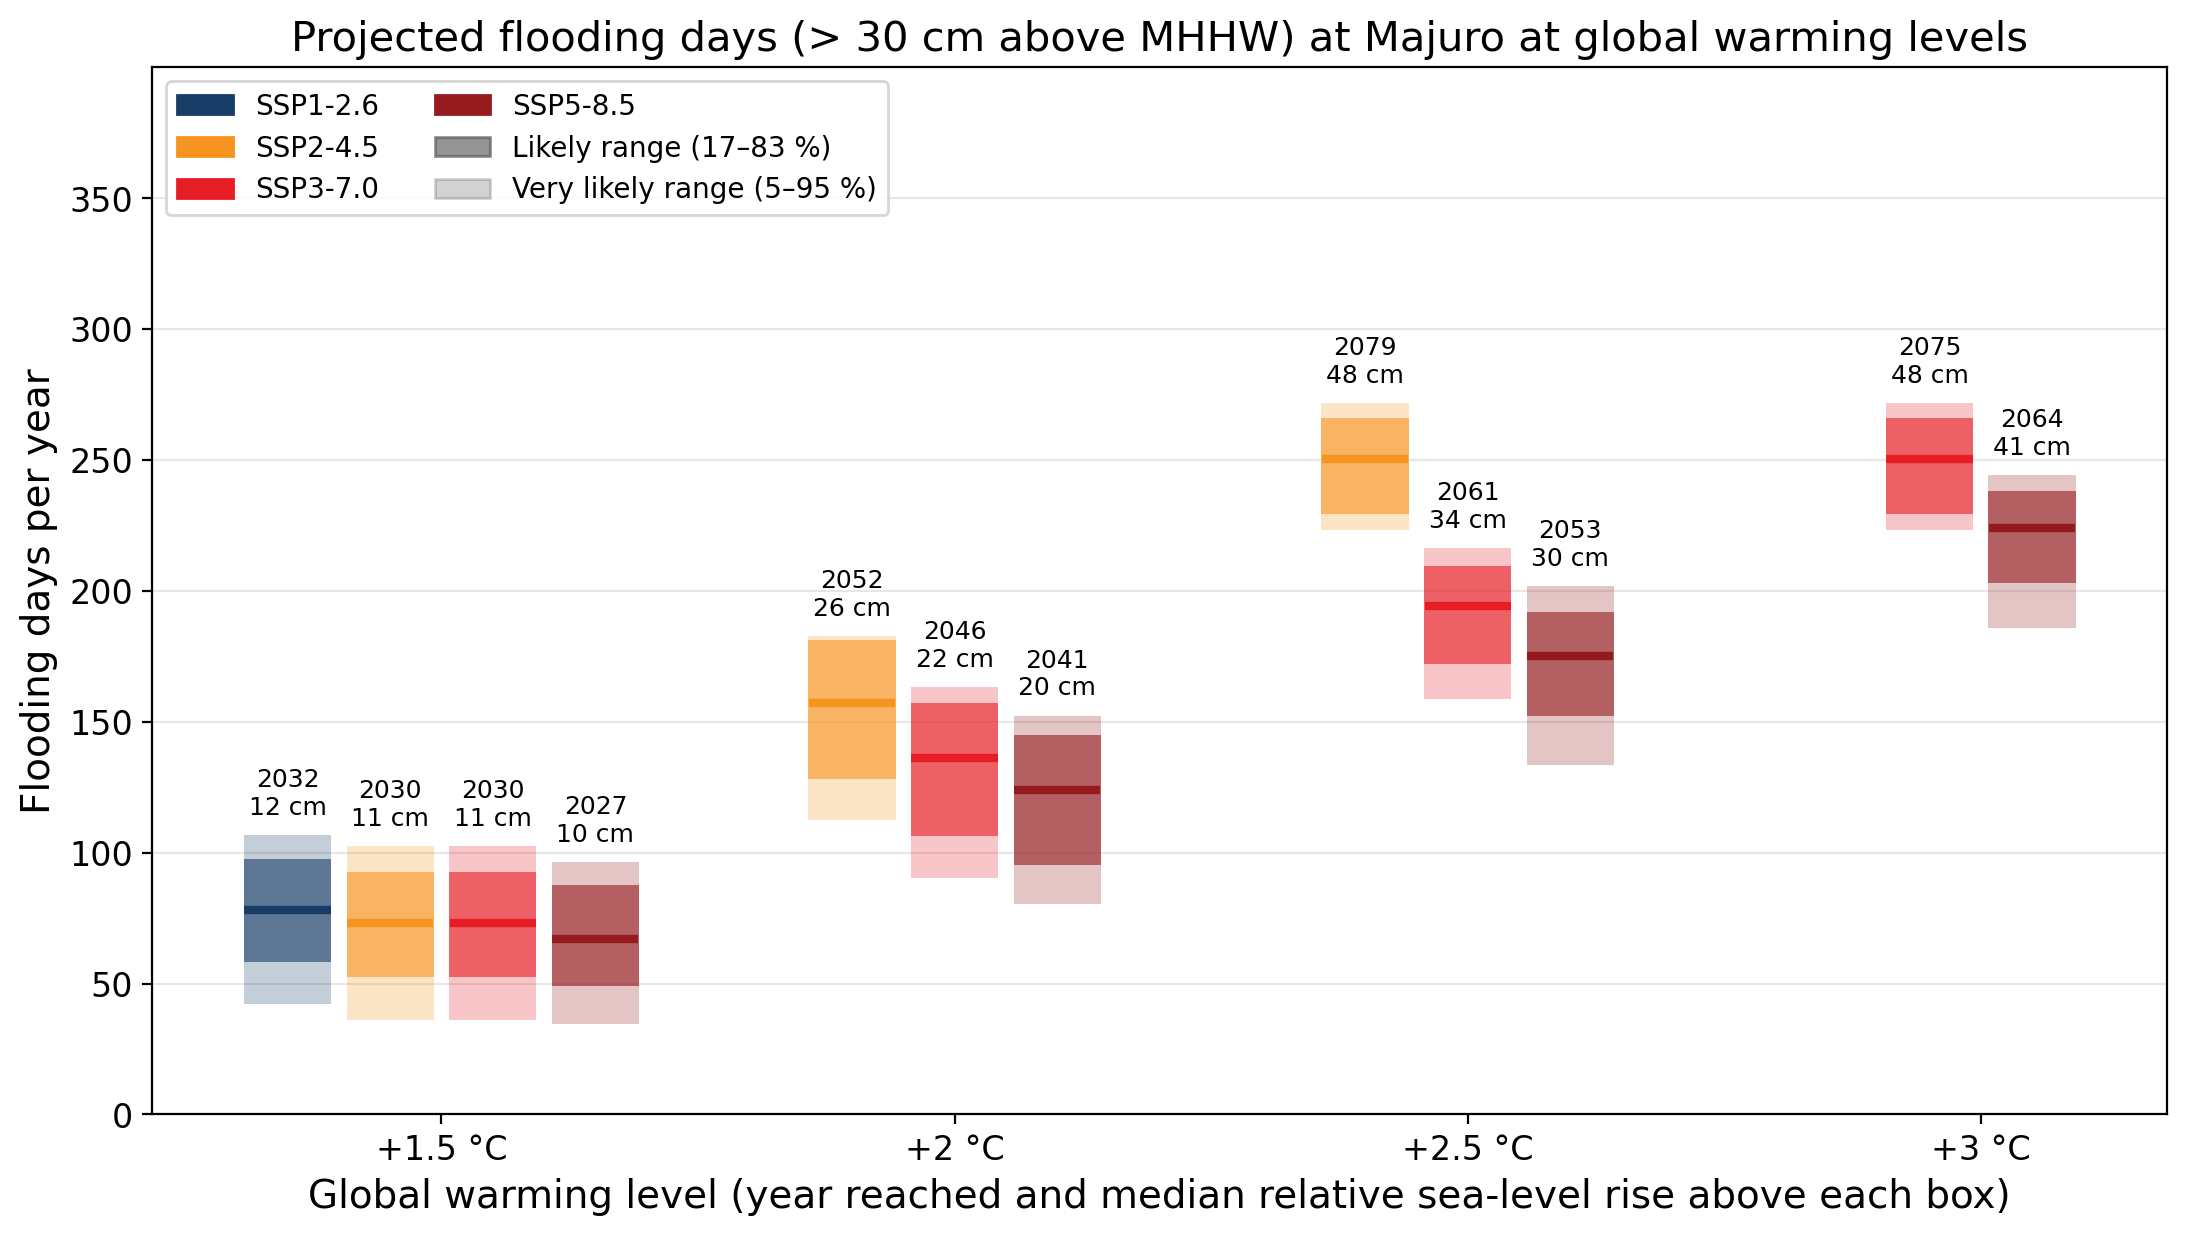 Projected flooding days (> 30 cm above MHHW) at Majuro at global warming levels
SSP1-2.6
SSP2-4.5
SSP3-7.0
SSP5-8.5
Likely range (17–83 %)
Very likely range (5–95 %)
Flooding days per year
350
300
250
200
150
100
50
0
2032
12 cm
2030
11 cm
2030
11 cm
2027
10 cm
2052
26 cm
2046
22 cm
2041
20 cm
2079
48 cm
2061
34 cm
2053
30 cm
2075
48 cm
2064
41 cm
+1.5 °C
+2 °C
+2.5 °C
+3 °C
Global warming level (year reached and median relative sea-level rise above each box)